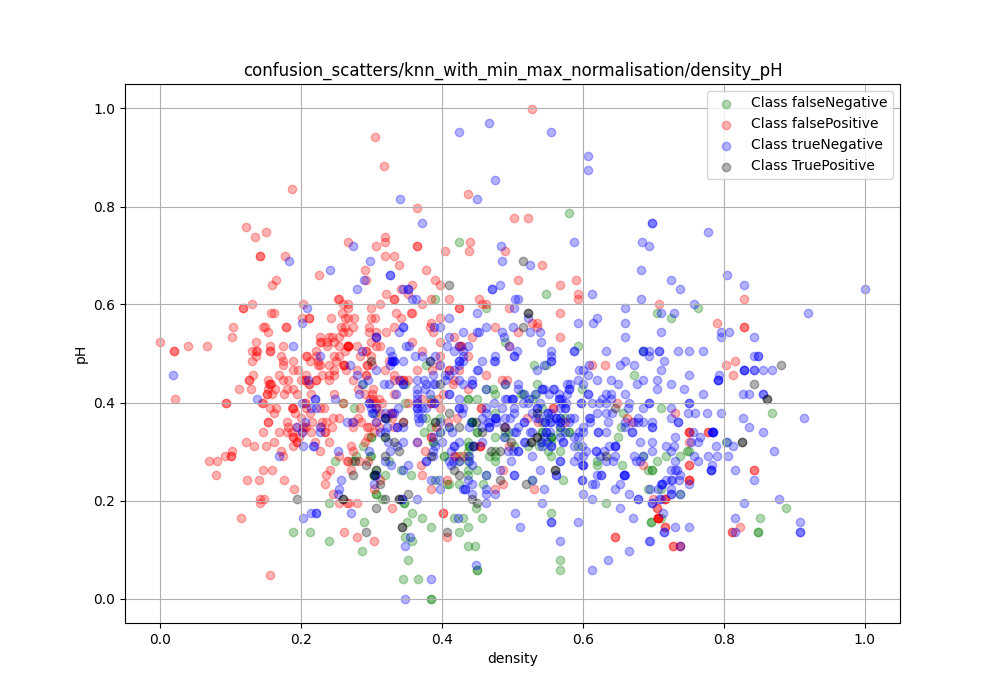 confusion_scatters/knn_with_min_max_normalisation/density_pH
Class falseNegative
Class falsePositive
Class trueNegative
Class TruePositive
1.0
0.8
0.6
0.4
0.2
0.0
pH
0.0 0.2 0.4 0.6 0.8 1.0
density